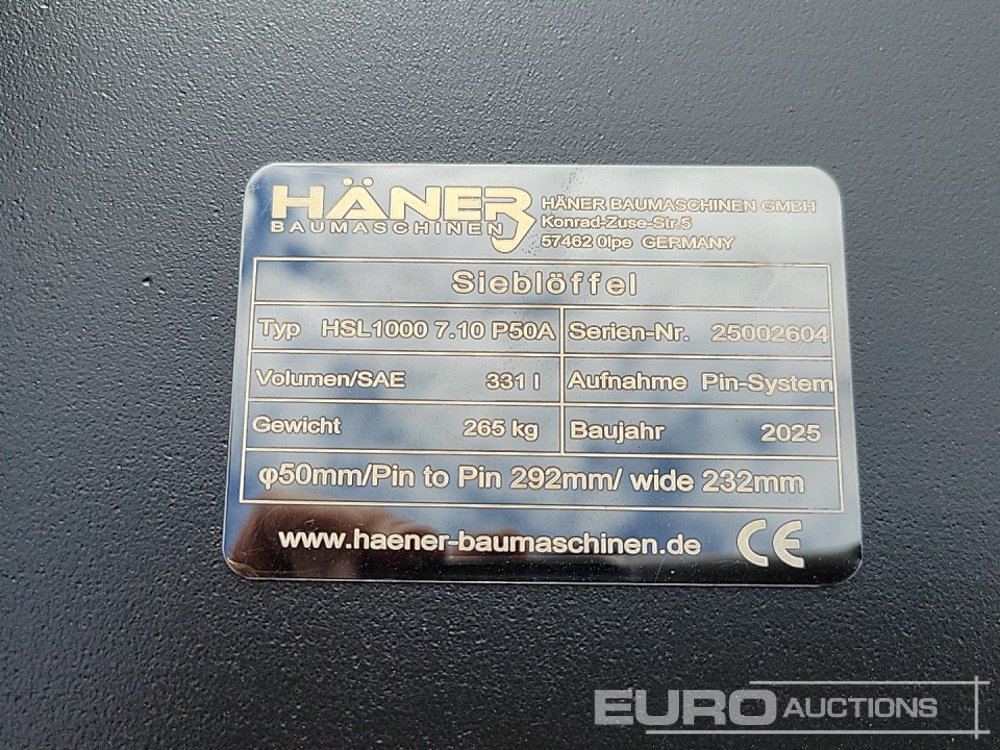 HÄNER
BAUMASCHINEN
HÄNER BAUMASCHINEN GMBH
Konrad-Zuse-Str.5
57462 Olpe GERMANY
Sieblöffel
Typ HSL1000 7.10 P50A Serien-Nr. 25002604
Volumen/SAE 331 l Aufnahme Pin-System
Gewicht 265 kg Baujahr 2025
φ50mm/Pin to Pin 292mm/ wide 232mm
www.haener-baumaschinen.de CE
EURO AUCTIONS